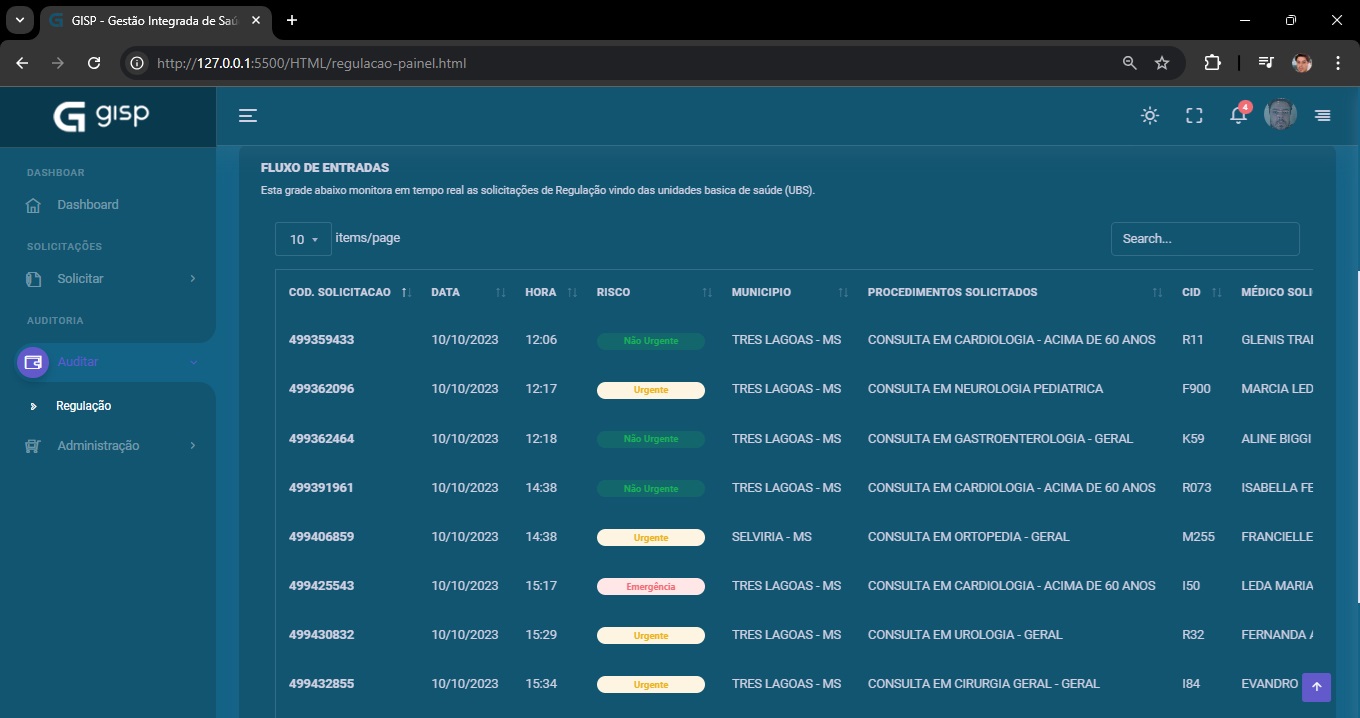 GISP - Gestão Integrada de Saú
http://127.0.0.1:5500/HTML/regulacao-painel.html
G gisp
4
DASHBOAR
Dashboard
SOLICITAÇÕES
Solicitar
AUDITORIA
Auditar
Regulação
Administração
FLUXO DE ENTRADAS
Esta grade abaixo monitora em tempo real as solicitações de Regulação vindo das unidades basica de saúde (UBS).
10 items/page Search...
COD. SOLICITACAO DATA HORA RISCO MUNICIPIO PROCEDIMENTOS SOLICITADOS CID MÉDICO SOLI
499359433 10/10/2023 12:06 Não Urgente TRES LAGOAS - MS CONSULTA EM CARDIOLOGIA - ACIMA DE 60 ANOS R11 GLENIS TRAI
499362096 10/10/2023 12:17 Urgente TRES LAGOAS - MS CONSULTA EM NEUROLOGIA PEDIATRICA F900 MARCIA LED
499362464 10/10/2023 12:18 Não Urgente TRES LAGOAS - MS CONSULTA EM GASTROENTEROLOGIA - GERAL K59 ALINE BIGGI
499391961 10/10/2023 14:38 Não Urgente TRES LAGOAS - MS CONSULTA EM CARDIOLOGIA - ACIMA DE 60 ANOS R073 ISABELLA FE
499406859 10/10/2023 14:38 Urgente SELVIRIA - MS CONSULTA EM ORTOPEDIA - GERAL M255 FRANCIELLE
499425543 10/10/2023 15:17 Emergência TRES LAGOAS - MS CONSULTA EM CARDIOLOGIA - ACIMA DE 60 ANOS I50 LEDA MARIA
499430832 10/10/2023 15:29 Urgente TRES LAGOAS - MS CONSULTA EM UROLOGIA - GERAL R32 FERNANDA A
499432855 10/10/2023 15:34 Urgente TRES LAGOAS - MS CONSULTA EM CIRURGIA GERAL - GERAL I84 EVANDRO